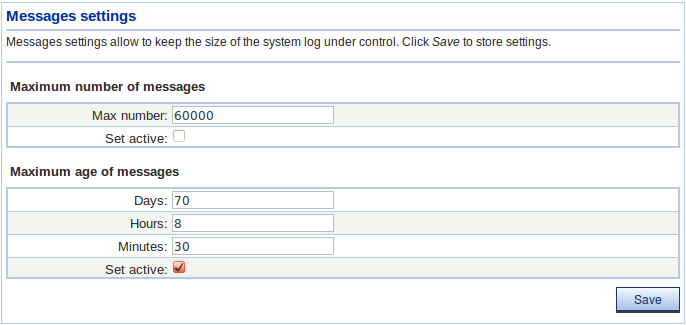 Messages settings
Messages settings allow to keep the size of the system log under control. Click Save to store settings.
Maximum number of messages
Max number: 60000
Set active:
Maximum age of messages
Days: 70
Hours: 8
Minutes: 30
Set active:
Save